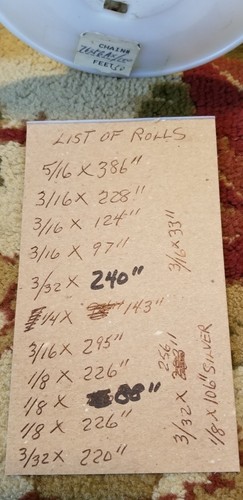 CHAINS
FEET
LIST OF ROLLS
5/16 X 386"
3/16 X 228"
3/16 X 124"
3/16 X 97"
3/32 X 240"
1/4 X 143"
3/16 X 295"
1/8 X 226"
1/8 X 88"
1/8 X 226"
3/32 X 220"
3/16 X 33"
3/32 X 256"
1/8 X 106" SILVER